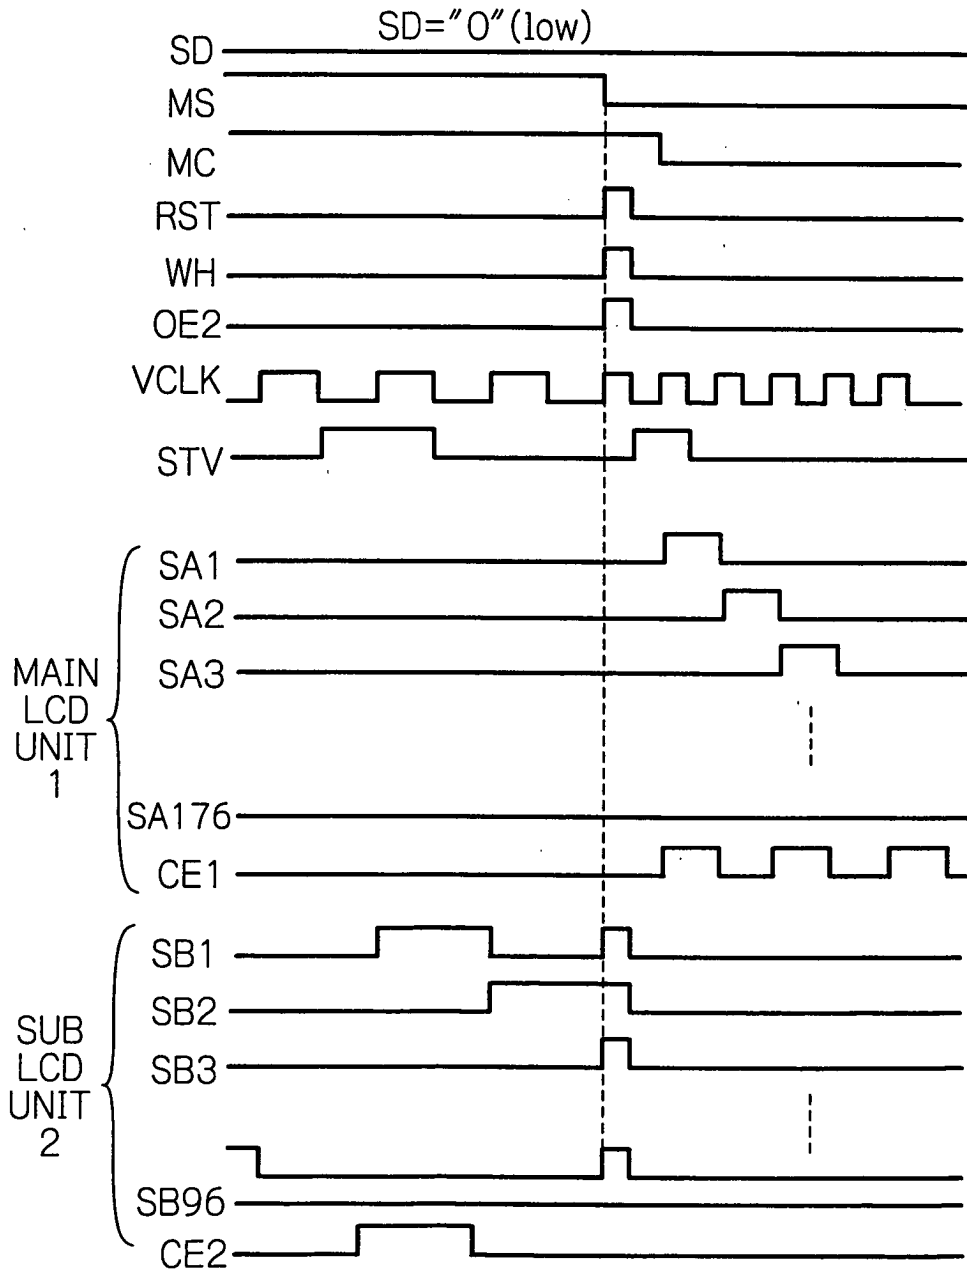 SD="0"(low)
SD
MS
MC
RST
WH
OE2
VCLK
STV
SA1
SA2
SA3
MAIN
LCD
UNIT
1
SA176
CE1
SB1
SB2
SB3
SUB
LCD
UNIT
2
SB96
CE2